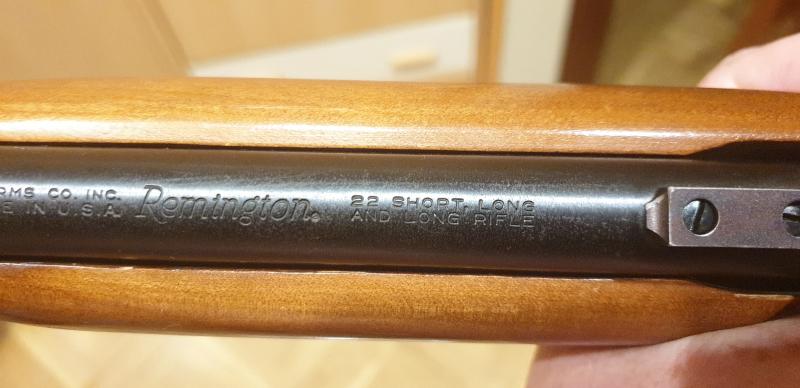 RMS CO. INC.
E IN U.S.A.
Remington®
22 SHORT, LONG
AND LONG RIFLE